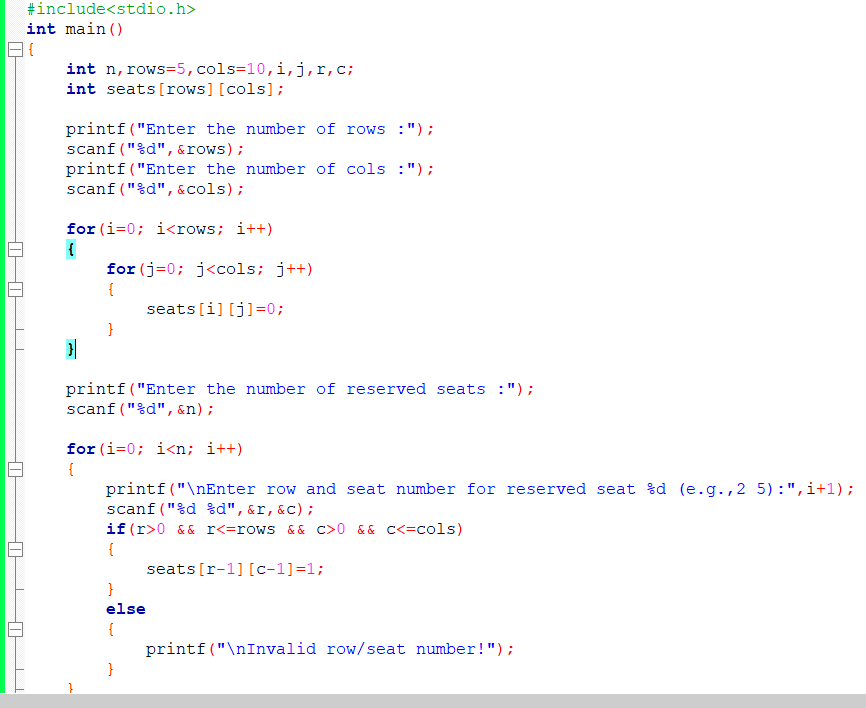 #include<stdio.h>
int main()
{
    int n,rows=5,cols=10,i,j,r,c;
    int seats[rows][cols];

    printf("Enter the number of rows :");
    scanf("%d",&rows);
    printf("Enter the number of cols :");
    scanf("%d",&cols);

    for(i=0; i<rows; i++)
    {
        for(j=0; j<cols; j++)
        {
            seats[i][j]=0;
        }
    }

    printf("Enter the number of reserved seats :");
    scanf("%d",&n);

    for(i=0; i<n; i++)
    {
        printf("\nEnter row and seat number for reserved seat %d (e.g.,2 5):",i+1);
        scanf("%d %d",&r,&c);
        if(r>0 && r<=rows && c>0 && c<=cols)
        {
            seats[r-1][c-1]=1;
        }
        else
        {
            printf("\nInvalid row/seat number!");
        }
    }